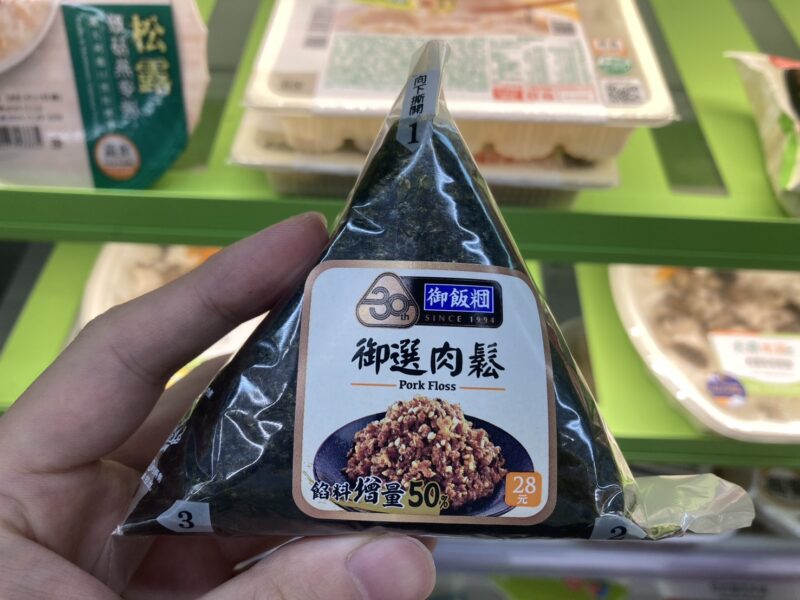 松露
向下撕開
1
30th
御飯糰
SINCE 1994
御選肉鬆
Pork Floss
餡料增量50%
28
元
3
2